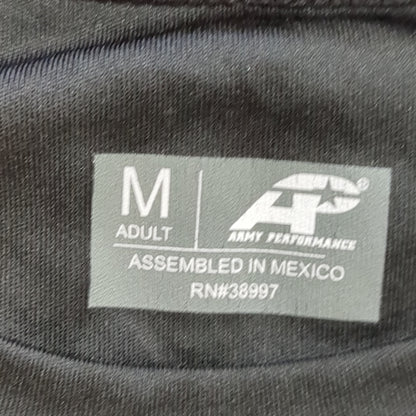 M
ADULT
AP®
ARMY PERFORMANCE
ASSEMBLED IN MEXICO
RN#38997